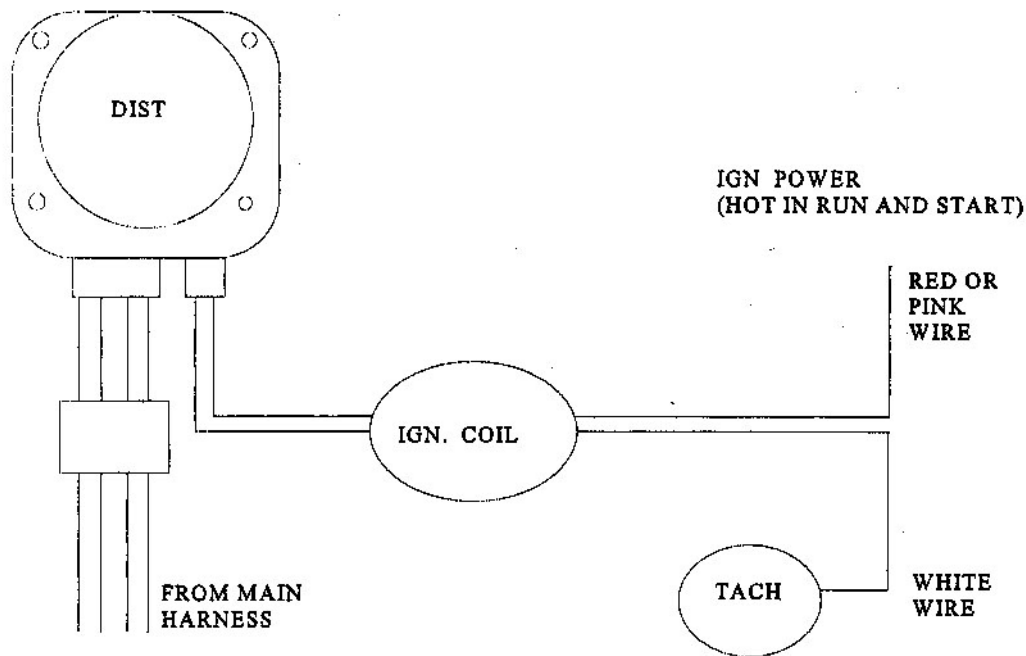 DIST
IGN POWER
(HOT IN RUN AND START)
RED OR
PINK
WIRE
IGN. COIL
TACH
WHITE
WIRE
FROM MAIN
HARNESS